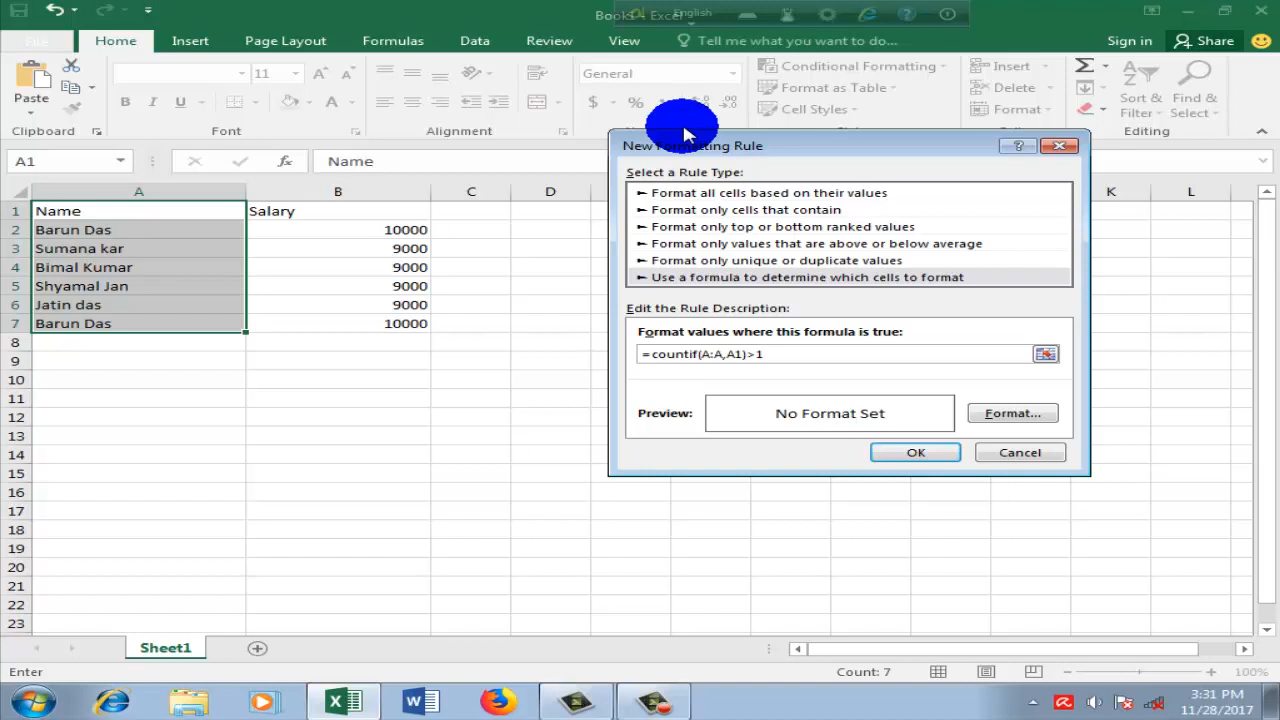 Book5 - Excel
English
File Home Insert Page Layout Formulas Data Review View Tell me what you want to do... Sign in Share
Paste
11
B I U A
General
$ %
Conditional Formatting
Format as Table
Cell Styles
Insert
Delete
Format
Sort & Filter
Find & Select
Clipboard Font Alignment Editing
A1 fx Name
A B C D K L
1 Name Salary
2 Barun Das 10000
3 Sumana kar 9000
4 Bimal Kumar 9000
5 Shyamal Jan 9000
6 Jatin das 9000
7 Barun Das 10000
8
9
10
11
12
13
14
15
16
17
18
19
20
21
22
23
New Formatting Rule
Select a Rule Type:
► Format all cells based on their values
► Format only cells that contain
► Format only top or bottom ranked values
► Format only values that are above or below average
► Format only unique or duplicate values
► Use a formula to determine which cells to format
Edit the Rule Description:
Format values where this formula is true:
=countif(A:A,A1)>1
Preview: No Format Set Format...
OK Cancel
Sheet1
Enter Count: 7 100%
3:31 PM
11/28/2017